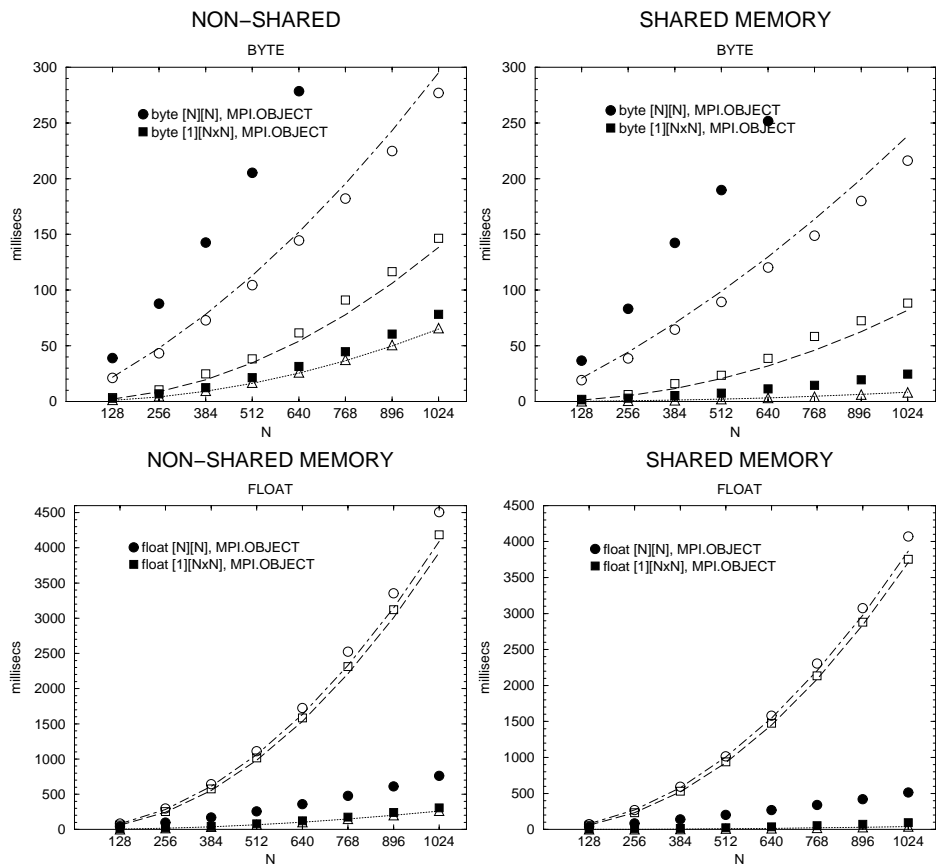 NON−SHARED
BYTE
300
250
200
150
100
50
0
millisecs
byte [N][N], MPI.OBJECT
byte [1][NxN], MPI.OBJECT
128 256 384 512 640 768 896 1024
N
SHARED MEMORY
BYTE
300
250
200
150
100
50
0
millisecs
byte [N][N], MPI.OBJECT
byte [1][NxN], MPI.OBJECT
128 256 384 512 640 768 896 1024
N
NON−SHARED MEMORY
FLOAT
4500
4000
3500
3000
2500
2000
1500
1000
500
0
millisecs
float [N][N], MPI.OBJECT
float [1][NxN], MPI.OBJECT
128 256 384 512 640 768 896 1024
N
SHARED MEMORY
FLOAT
4500
4000
3500
3000
2500
2000
1500
1000
500
0
millisecs
float [N][N], MPI.OBJECT
float [1][NxN], MPI.OBJECT
128 256 384 512 640 768 896 1024
N